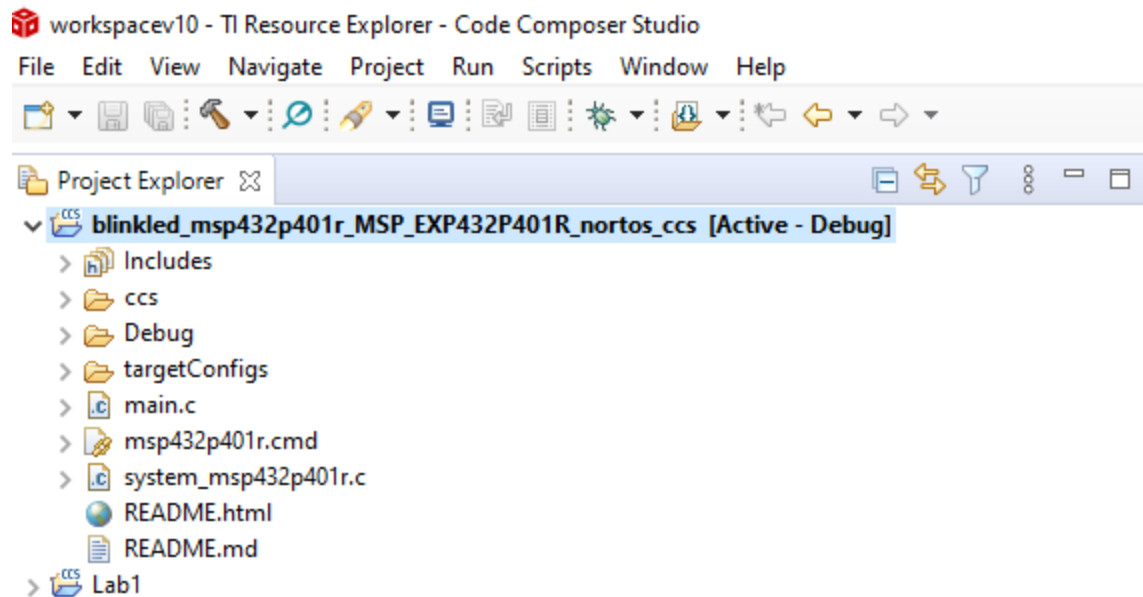 workspacev10 - TI Resource Explorer - Code Composer Studio
File Edit View Navigate Project Run Scripts Window Help
Project Explorer
blinkled_msp432p401r_MSP_EXP432P401R_nortos_ccs [Active - Debug]
Includes
ccs
Debug
targetConfigs
main.c
msp432p401r.cmd
system_msp432p401r.c
README.html
README.md
Lab1